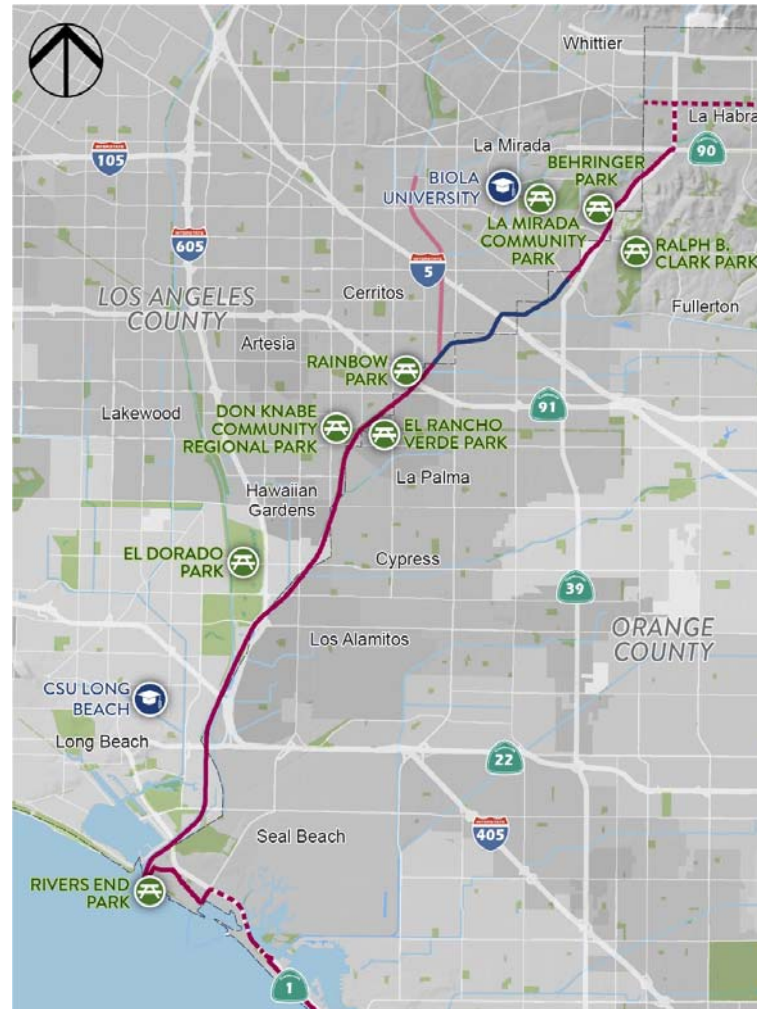 Whittier
La Habra
90
La Mirada
BEHRINGER
PARK
BIOLA
UNIVERSITY
LA MIRADA
COMMUNITY
PARK
RALPH B.
CLARK PARK
105
605
5
LOS ANGELES
COUNTY
Cerritos
Fullerton
Artesia
RAINBOW
PARK
91
Lakewood
DON KNABE
COMMUNITY
REGIONAL PARK
EL RANCHO
VERDE PARK
La Palma
Hawaiian
Gardens
EL DORADO
PARK
Cypress
39
Los Alamitos
ORANGE
COUNTY
CSU LONG
BEACH
Long Beach
22
Seal Beach
405
RIVERS END
PARK
1